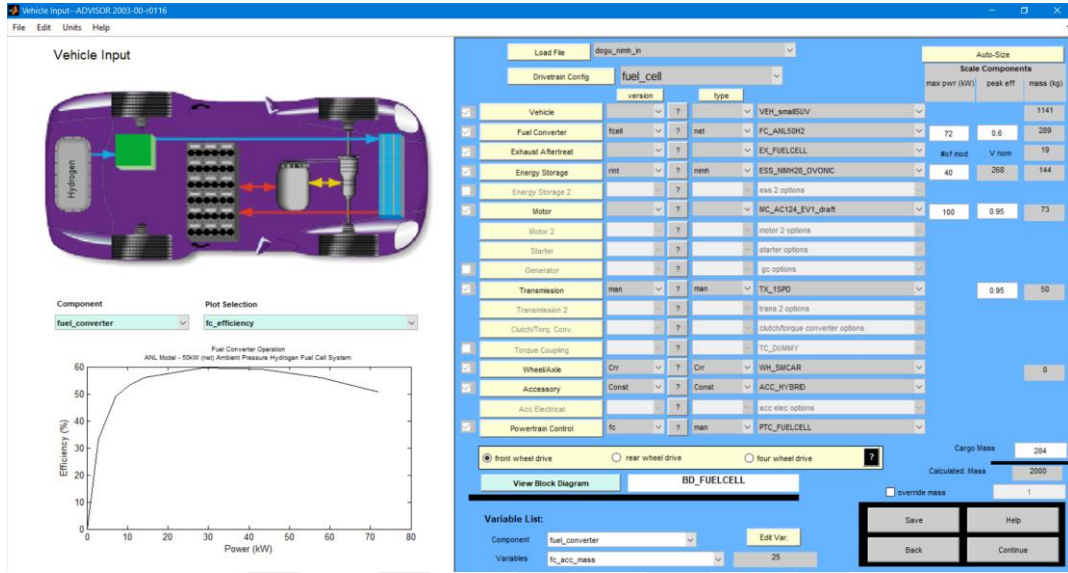 Vehicle Input--ADVISOR 2003-00-r0116
File Edit Units Help
Vehicle Input
Hydrogen
Component Plot Selection
fuel_converter fc_efficiency
Fuel Converter Operation
ANL Model - 50kW (net) Ambient Pressure Hydrogen Fuel Cell System
Efficiency (%)
60
50
40
30
20
10
0
0 10 20 30 40 50 60 70 80
Power (kW)
Load File dogu_nimh_in Auto-Size
Drivetrain Config fuel_cell Scale Components
version type max pwr (kW) peak eff mass (kg)
Vehicle ? VEH_smallSUV 1141
Fuel Converter fcell ? net FC_ANL50H2 72 0.6 289
Exhaust Aftertreat ? EX_FUELCELL #of mod V nom 19
Energy Storage rint ? nimh ESS_NMH28_OVONIC 40 268 144
Energy Storage 2 ? ess 2 options
Motor ? MC_AC124_EV1_draft 100 0.95 73
Motor 2 ? motor 2 options
Starter ? starter options
Generator ? gc options
Transmission man ? man TX_1SPD 0.95 50
Transmission 2 ? trans 2 options
Clutch/Torq. Conv. ? clutch/torque converter options
Torque Coupling ? TC_DUMMY
Wheel/Axle Crr ? Crr WH_SMCAR 0
Accessory Const ? Const ACC_HYBRID
Acc Electrical ? acc elec options
Powertrain Control fc ? man PTC_FUELCELL
front wheel drive rear wheel drive four wheel drive ? Cargo Mass 284
Calculated Mass 2000
View Block Diagram BD_FUELCELL override mass 1
Variable List:
Component fuel_converter Edit Var.
Variables fc_acc_mass 25
Save Help
Back Continue